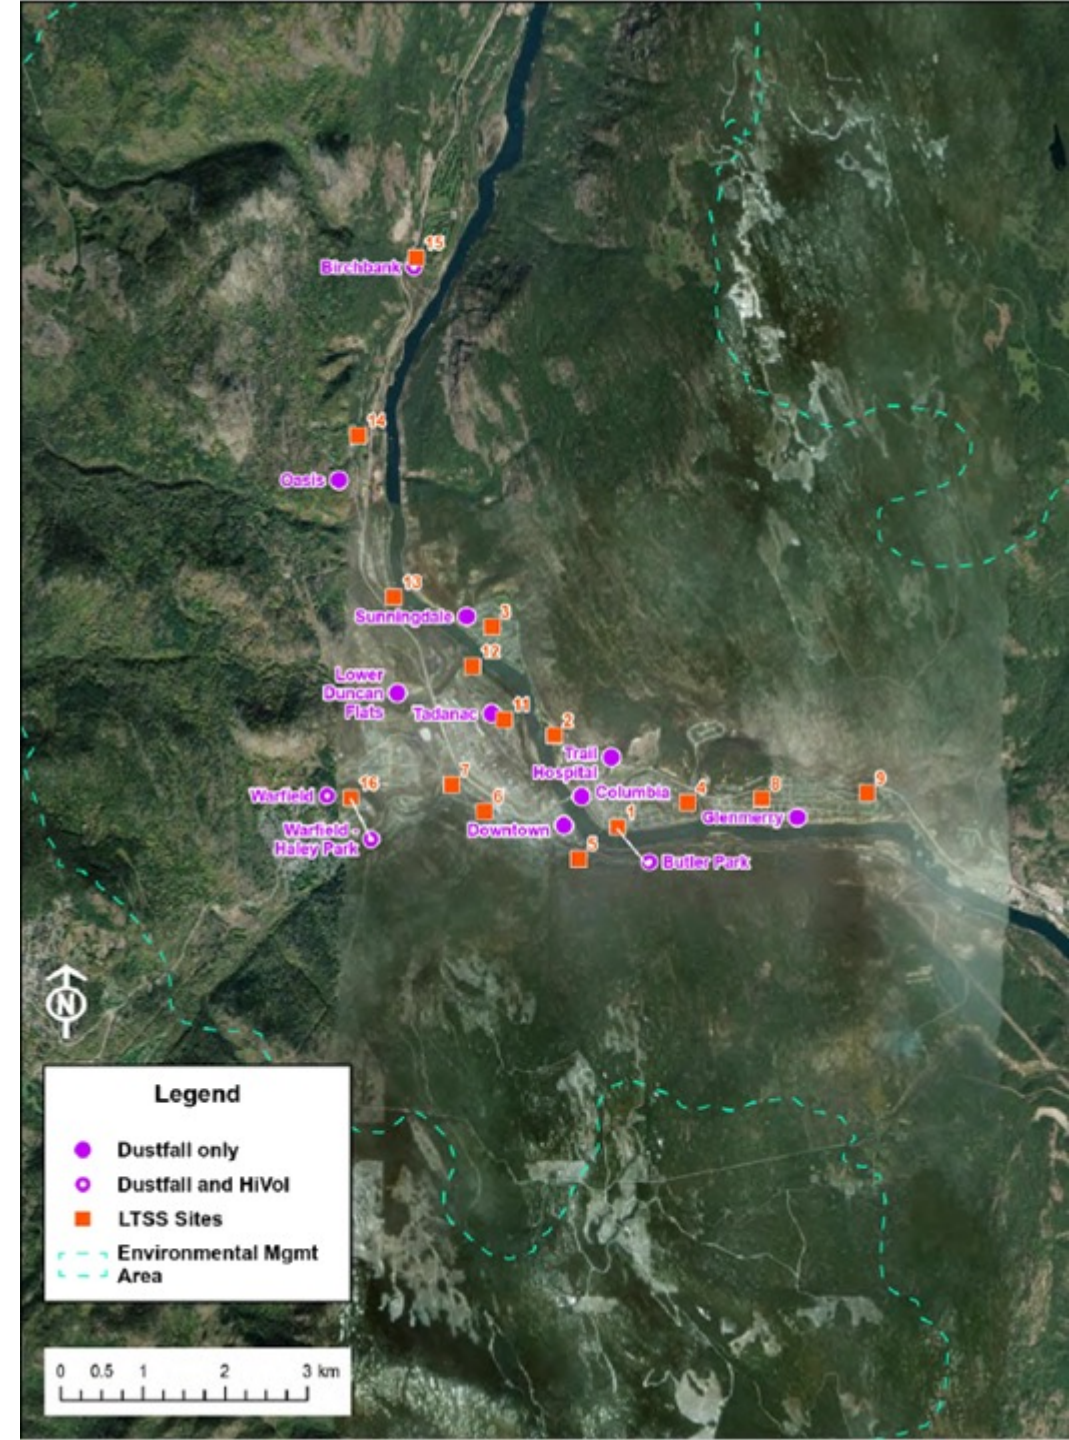 15
Birchbank
14
Oasis
13
Sunningdale
3
12
Lower
Duncan
Flats
Tadanac
11
2
Trail
Hospital
7
16
Warfield
6
Columbia
4
8
9
Glenmerry
1
Downtown
Warfield -
Haley Park
5
Butler Park
N
Legend
Dustfall only
Dustfall and HiVol
LTSS Sites
Environmental Mgmt
Area
0 0.5 1 2 3 km